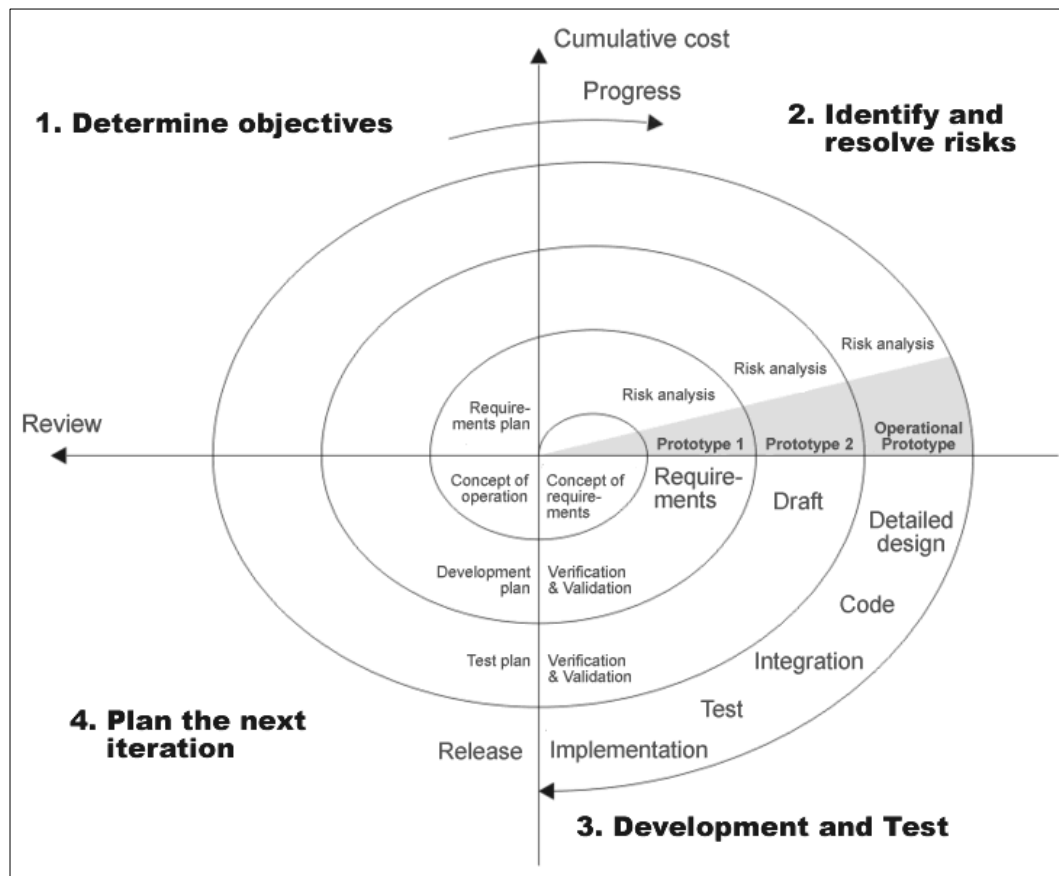 Cumulative cost
Progress
1. Determine objectives
2. Identify and
resolve risks
Risk analysis
Risk analysis
Risk analysis
Require-
ments plan
Review
Prototype 1
Prototype 2
Operational
Prototype
Concept of
operation
Concept of
require-
ments
Require-
ments
Draft
Detailed
design
Development
plan
Verification
& Validation
Code
Test plan
Verification
& Validation
Integration
Test
4. Plan the next
iteration
Release
Implementation
3. Development and Test